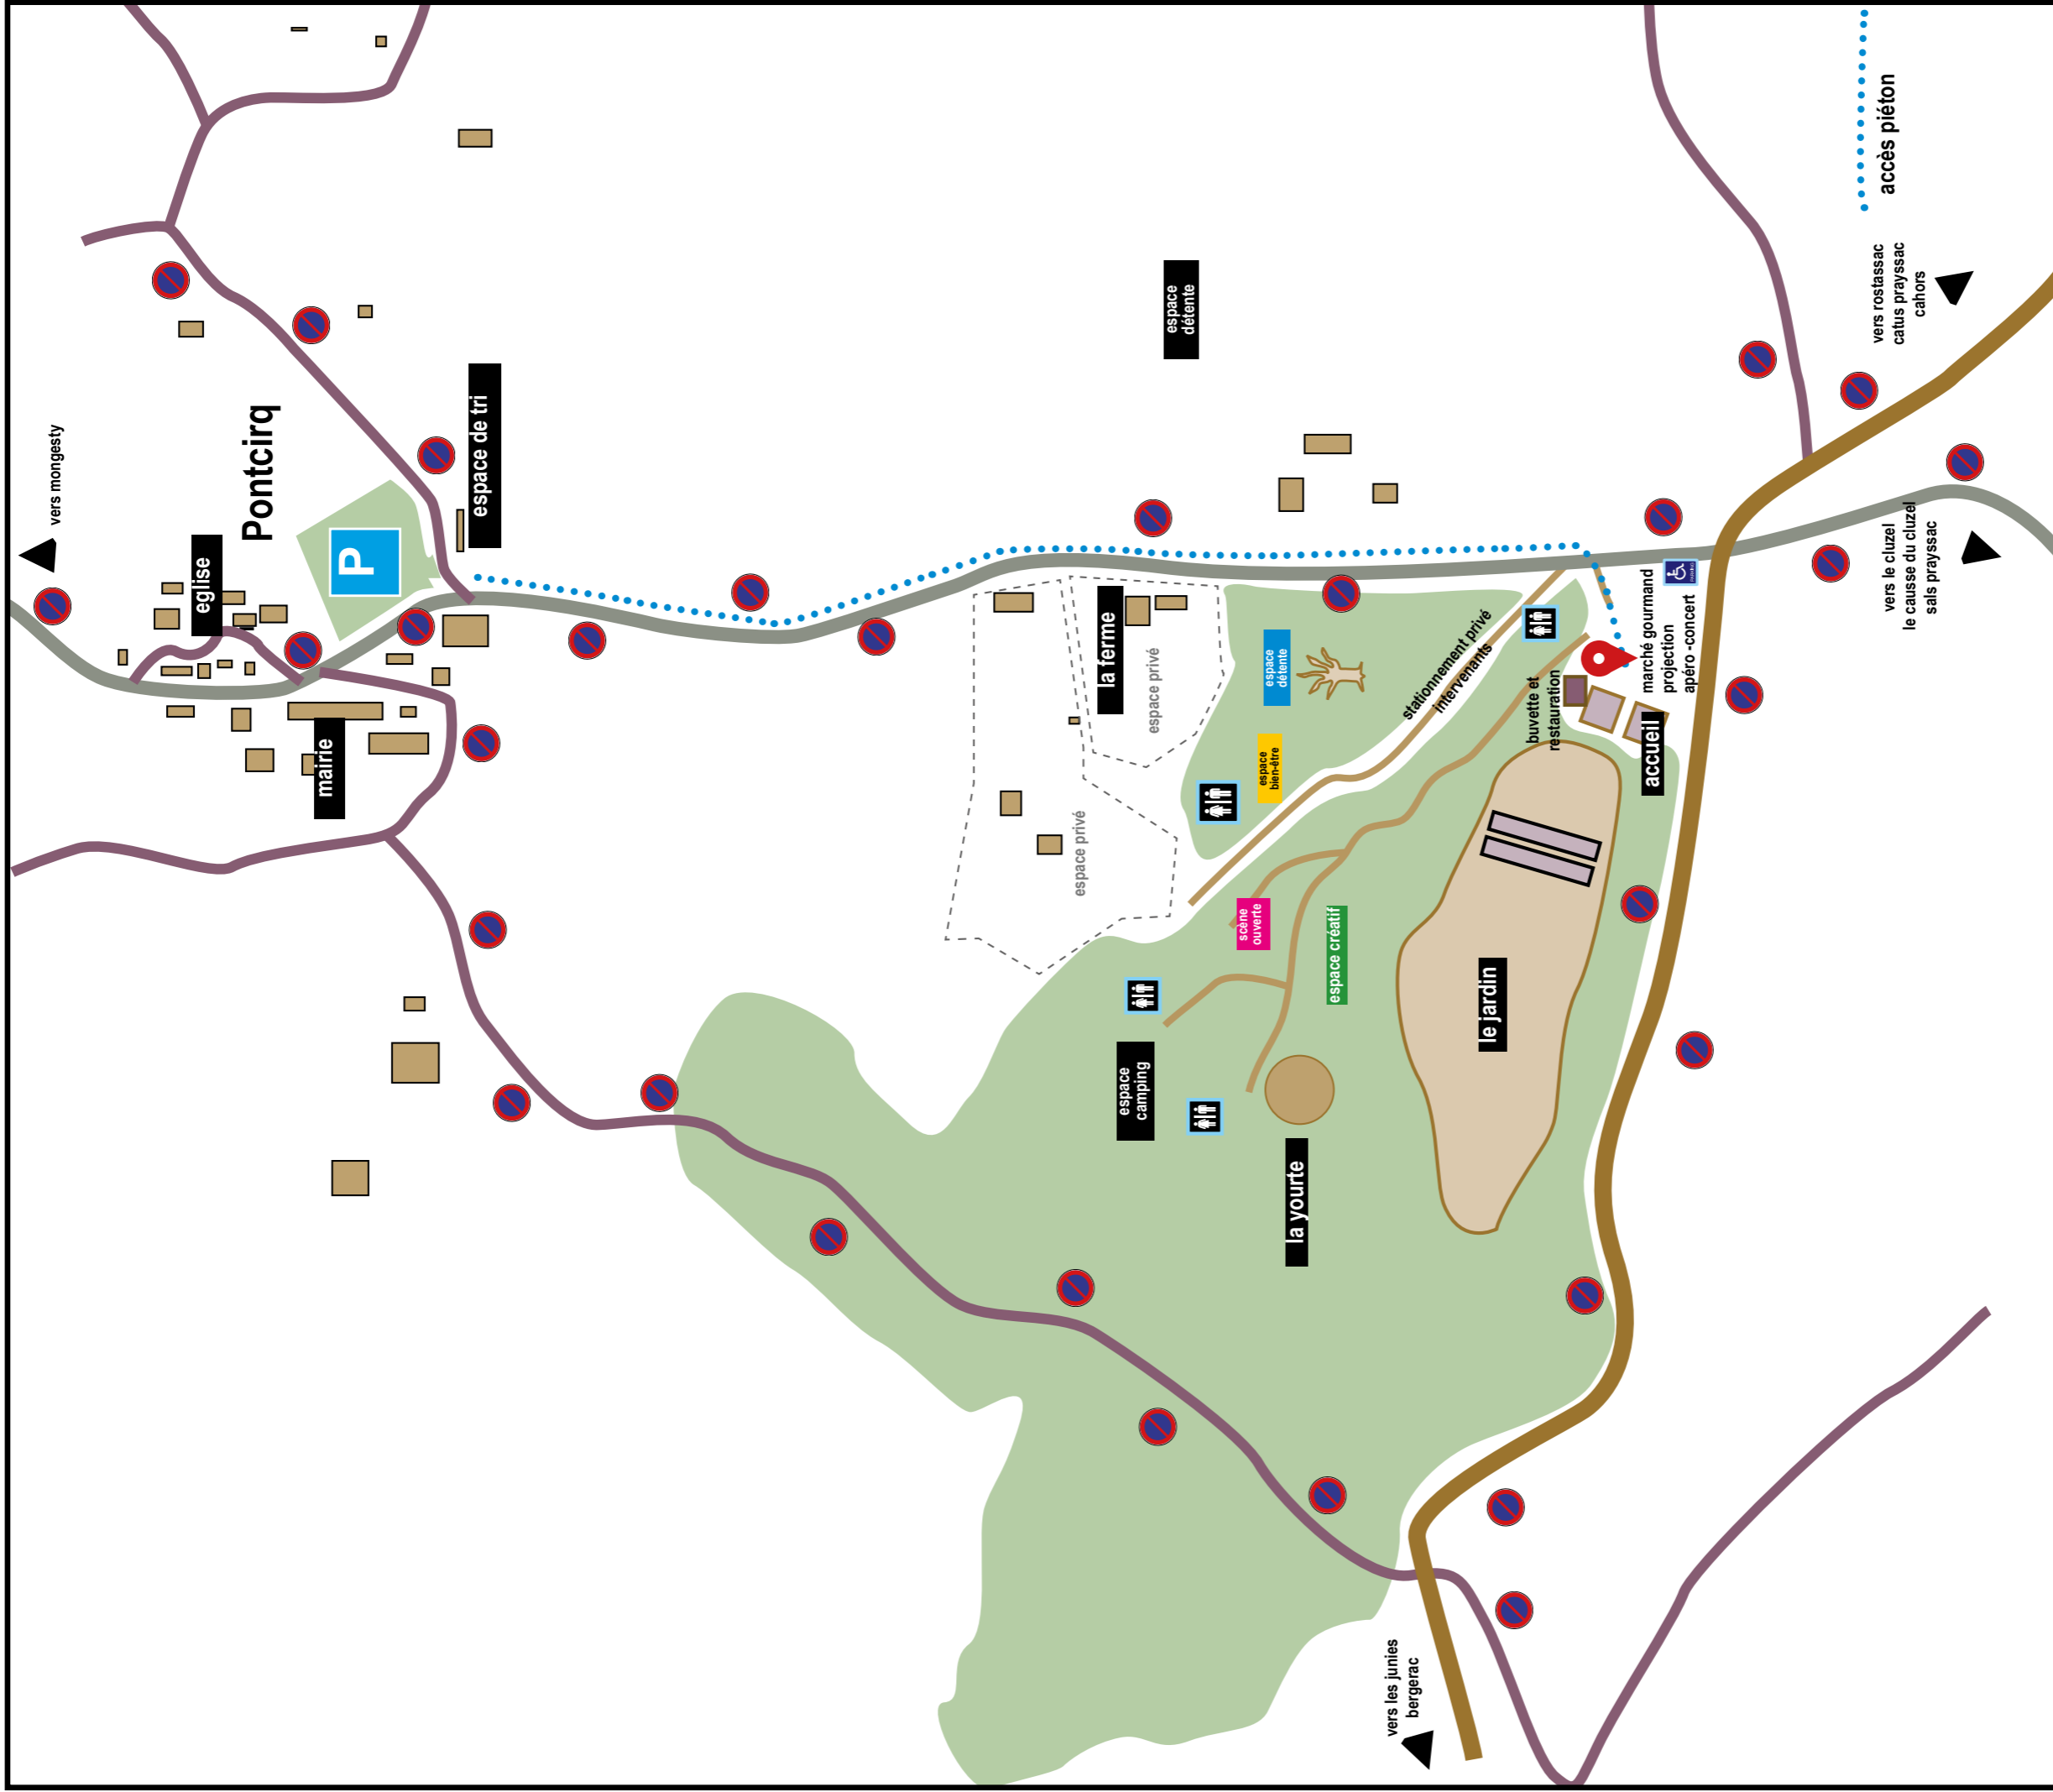 vers mongesty
Pontcirq
eglise
P
espace de tri
mairie
espace
détente
la ferme
espace privé
espace privé
espace
détente
espace
bien-être
stationnement privé
intervenants
scène
ouverte
espace créatif
espace
camping
la yourte
le jardin
buvette et
restauration
accueil
marché gourmand
projection
apéro -concert
accès piéton
vers rostassac
catus prayssac
cahors
vers le cluzel
le causse du cluzel
sals prayssac
vers les junies
bergerac